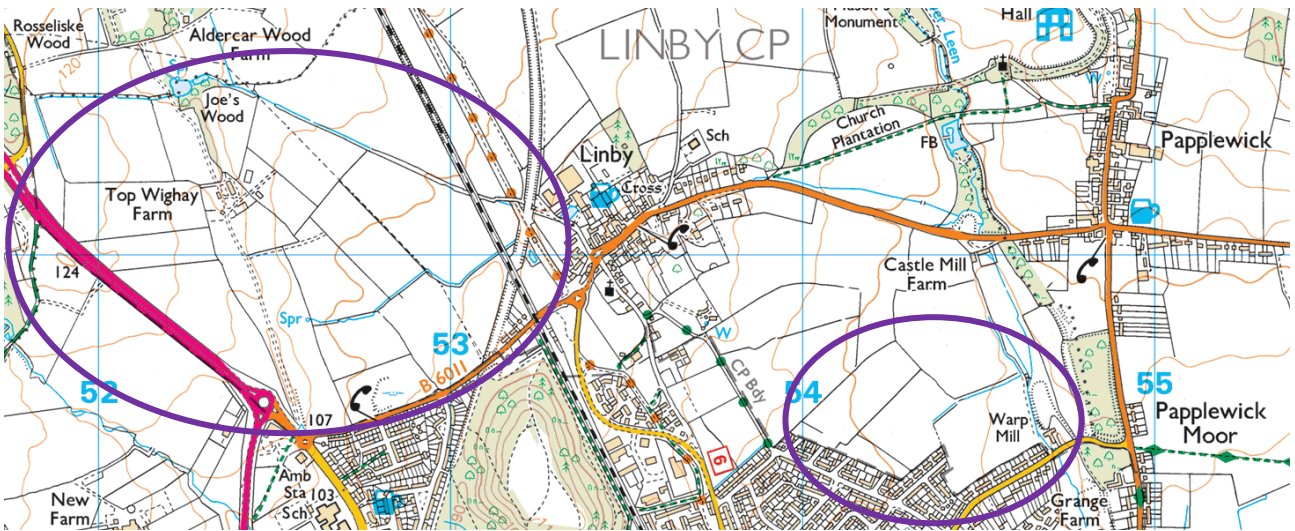 Rosseliske
Wood
Aldercar Wood
Farm
120
Joe's
Wood
Top Wighay
Farm
124
Spr
52
53
B 6011
107
Amb
Sta
Sch
103
New
Farm
LINBY CP
Linby
Cross
Sch
Church
Plantation
FB
Monument
Hall
W
Papplewick
Castle Mill
Farm
W
CP Bdy
6
54
55
Warp
Mill
Papplewick
Moor
Grange
Farm